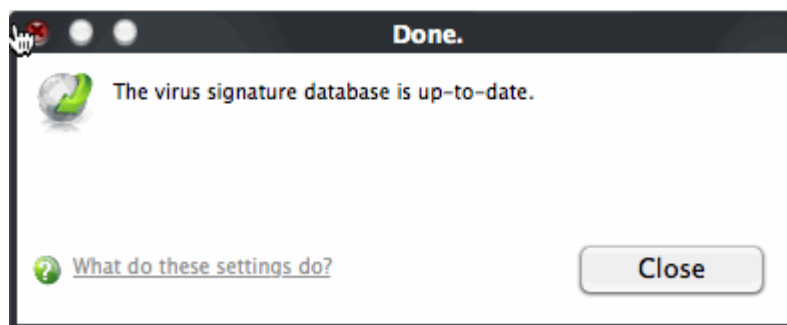 Done.
The virus signature database is up-to-date.
What do these settings do?
Close